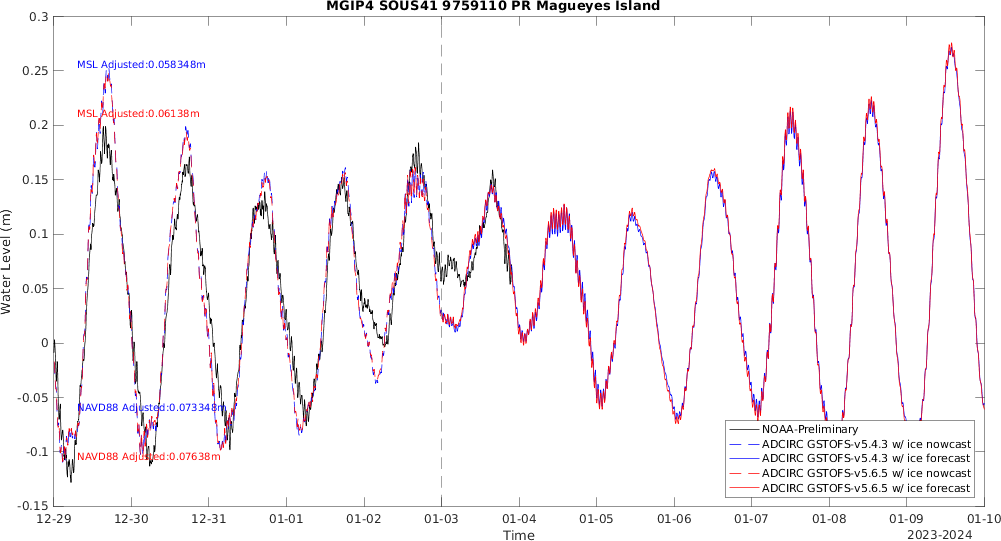 MGIP4 SOUS41 9759110 PR Magueyes Island
0.3
0.25
0.2
0.15
0.1
0.05
0
-0.05
-0.1
-0.15
Water Level (m)
MSL Adjusted:0.058348m
MSL Adjusted:0.06138m
NAVD88 Adjusted:0.073348m
NAVD88 Adjusted:0.07638m
NOAA-Preliminary
ADCIRC GSTOFS-v5.4.3 w/ ice nowcast
ADCIRC GSTOFS-v5.4.3 w/ ice forecast
ADCIRC GSTOFS-v5.6.5 w/ ice nowcast
ADCIRC GSTOFS-v5.6.5 w/ ice forecast
12-29 12-30 12-31 01-01 01-02 01-03 01-04 01-05 01-06 01-07 01-08 01-09 01-10
Time
2023-2024